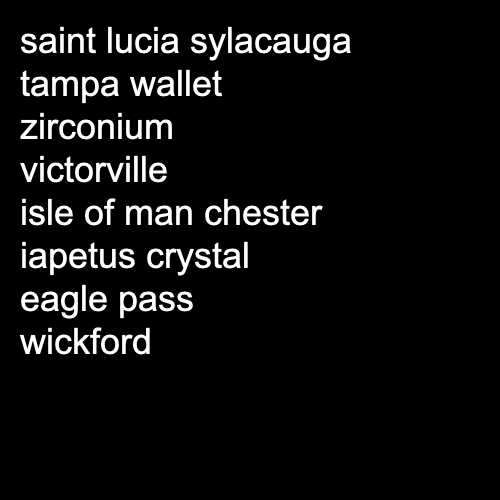 saint lucia sylacauga
tampa wallet
zirconium
victorville
isle of man chester
iapetus crystal
eagle pass
wickford